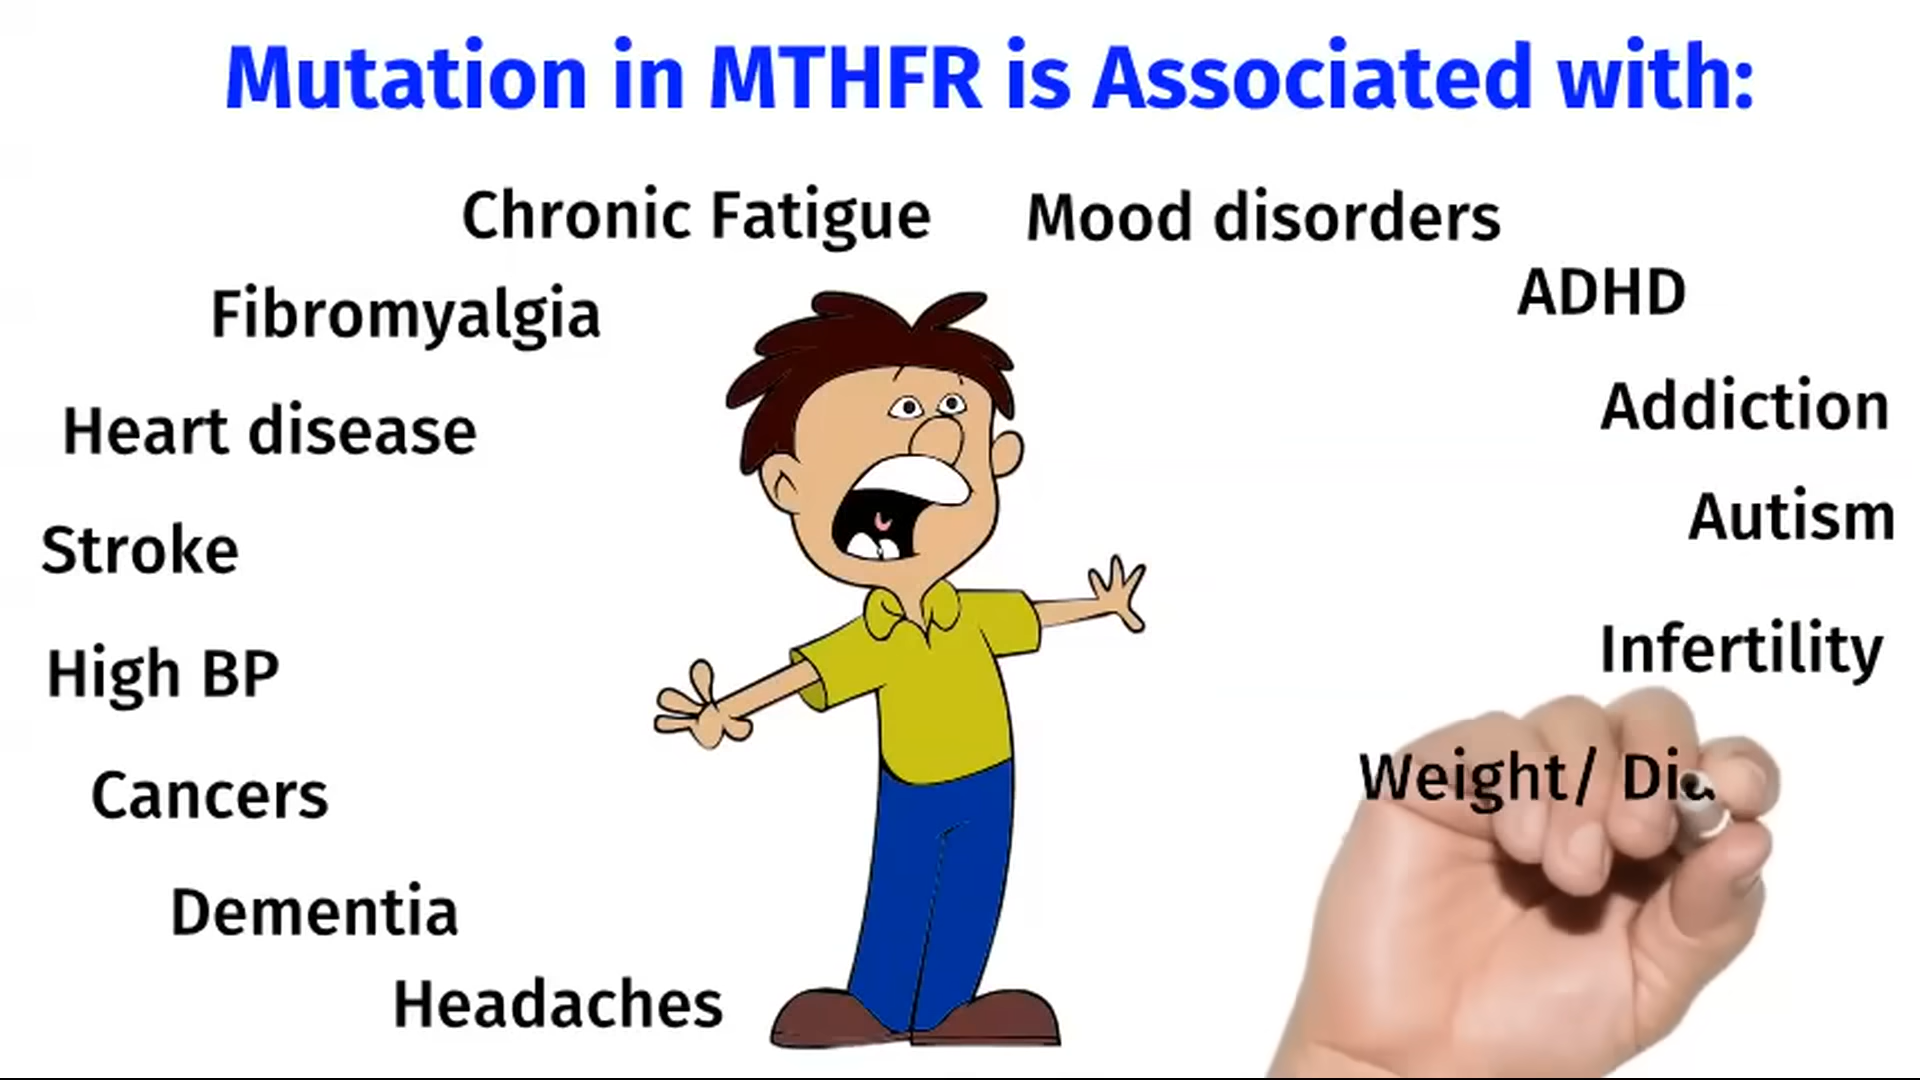 Mutation in MTHFR is Associated with:
Chronic Fatigue
Mood disorders
Fibromyalgia
ADHD
Heart disease
Addiction
Stroke
Autism
High BP
Infertility
Cancers
Weight/
Dementia
Headaches